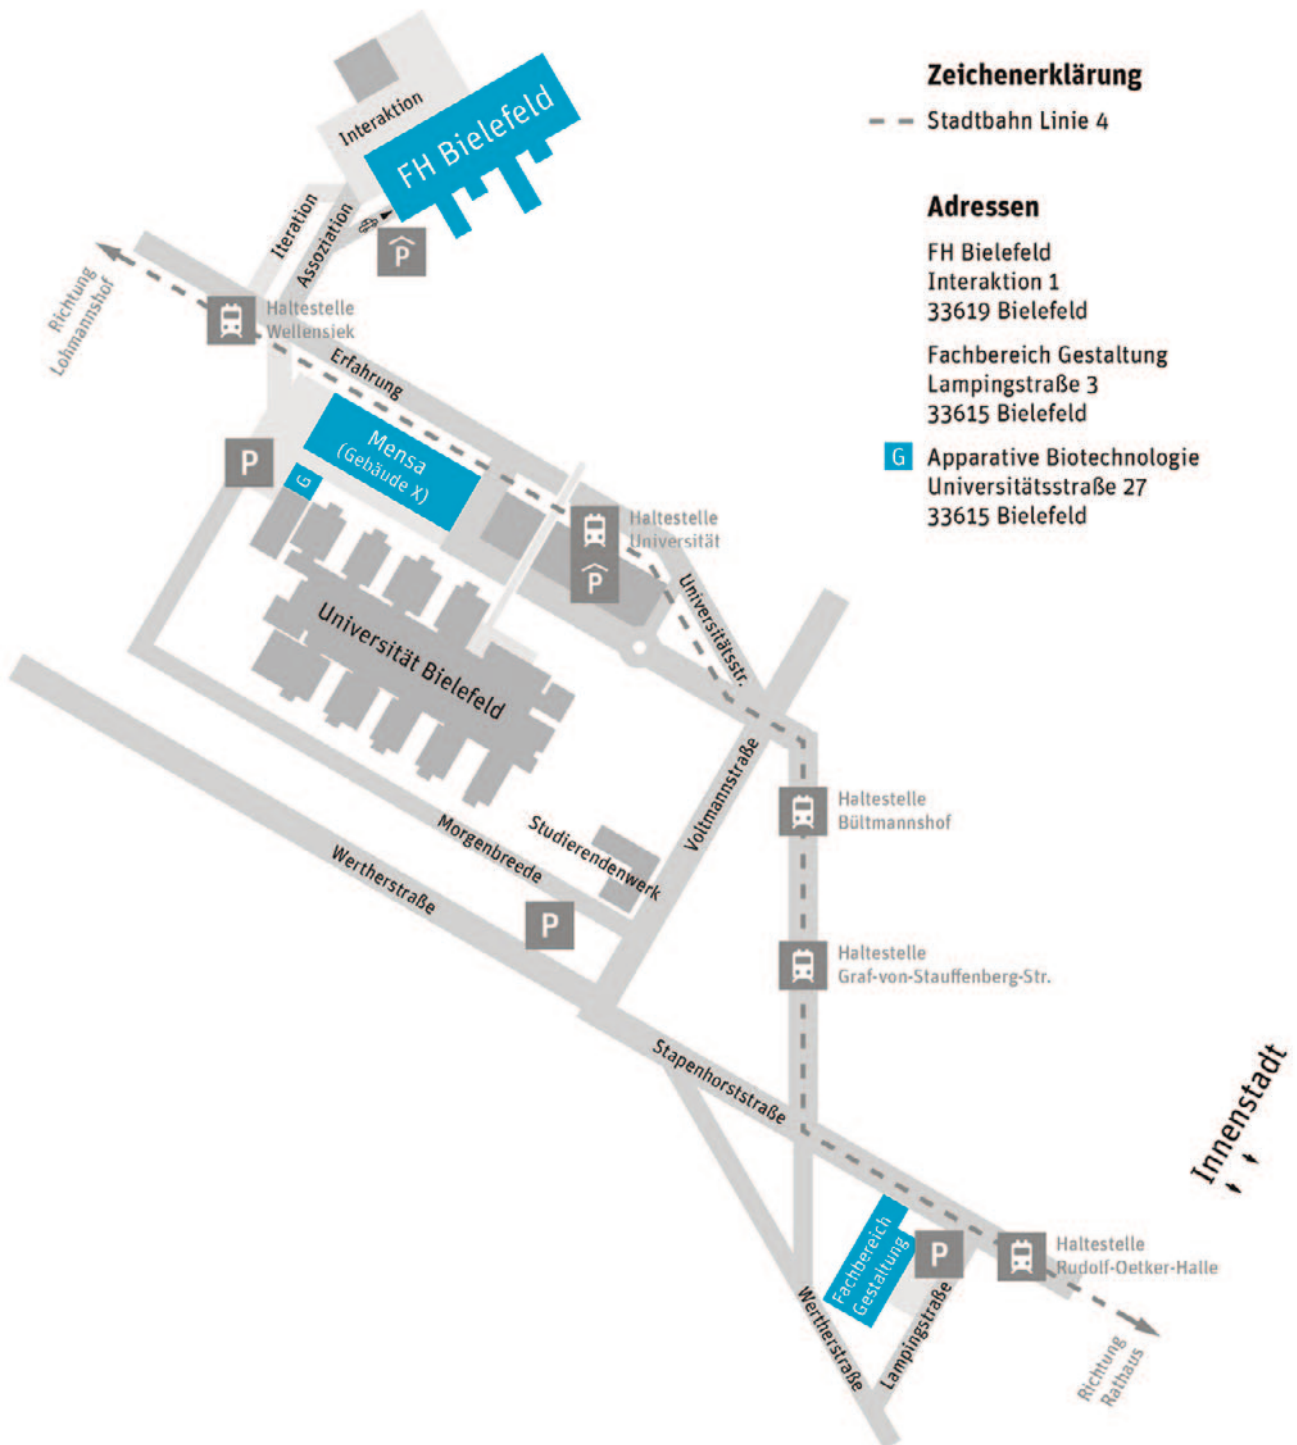 Zeichenerklärung
Stadtbahn Linie 4
Adressen
FH Bielefeld
Interaktion 1
33619 Bielefeld
Fachbereich Gestaltung
Lampingstraße 3
33615 Bielefeld
G Apparative Biotechnologie
Universitätsstraße 27
33615 Bielefeld
Interaktion
FH Bielefeld
Iteration
Assoziation
P
Richtung
Lohmannshof
Haltestelle
Wellensiek
Erfahrung
Mensa
(Gebäude X)
P
G
Haltestelle
Universität
P
Universitätsstr.
Universität Bielefeld
Voltmannstraße
Haltestelle
Bültmannshof
Studierendenwerk
Morgenbreede
Wertherstraße
P
Haltestelle
Graf-von-Stauffenberg-Str.
Stapenhorststraße
Innenstadt
Fachbereich
Gestaltung
P
Haltestelle
Rudolf-Oetker-Halle
Wertherstraße
Lampingstraße
Richtung
Rathaus